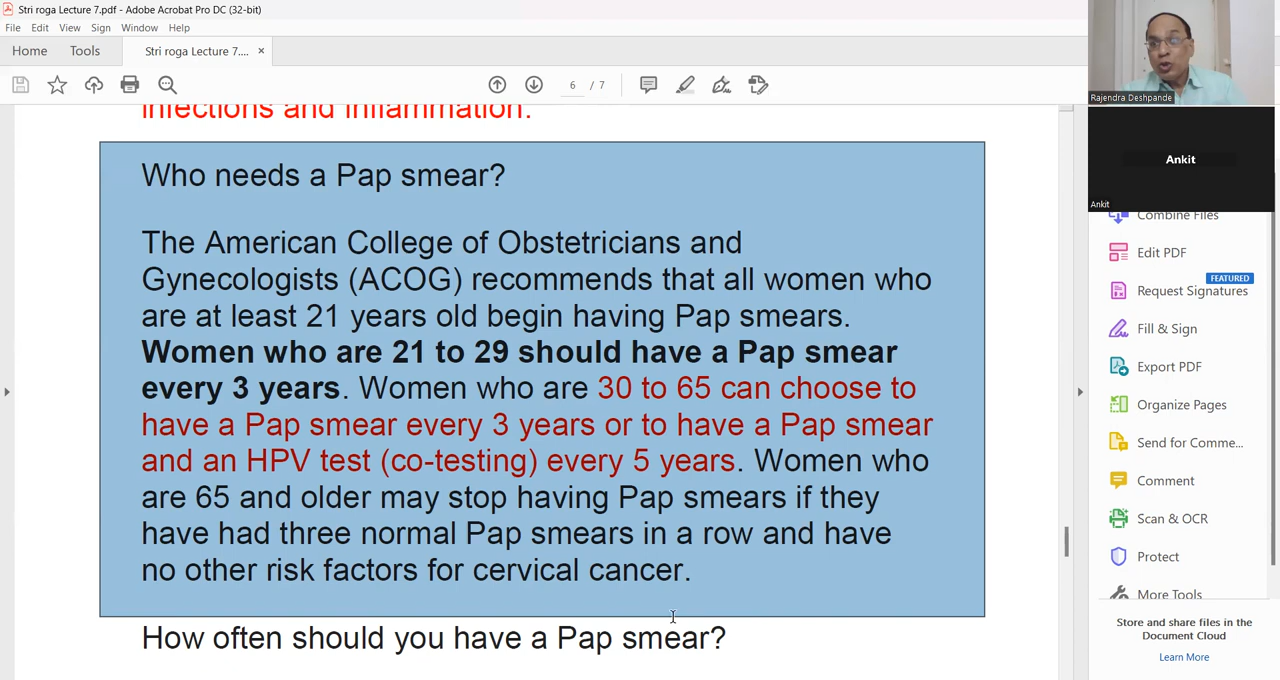 Stri roga Lecture 7.pdf - Adobe Acrobat Pro DC (32-bit)
File Edit View Sign Window Help
Home Tools Stri roga Lecture 7.... ×
6 / 7
infections and inflammation.
Who needs a Pap smear?
The American College of Obstetricians and
Gynecologists (ACOG) recommends that all women who
are at least 21 years old begin having Pap smears.
Women who are 21 to 29 should have a Pap smear
every 3 years. Women who are 30 to 65 can choose to
have a Pap smear every 3 years or to have a Pap smear
and an HPV test (co-testing) every 5 years. Women who
are 65 and older may stop having Pap smears if they
have had three normal Pap smears in a row and have
no other risk factors for cervical cancer.
How often should you have a Pap smear?
Rajendra Deshpande
Ankit
Ankit
Combine Files
Edit PDF
FEATURED
Request Signatures
Fill & Sign
Export PDF
Organize Pages
Send for Comme...
Comment
Scan & OCR
Protect
More Tools
Store and share files in the
Document Cloud
Learn More